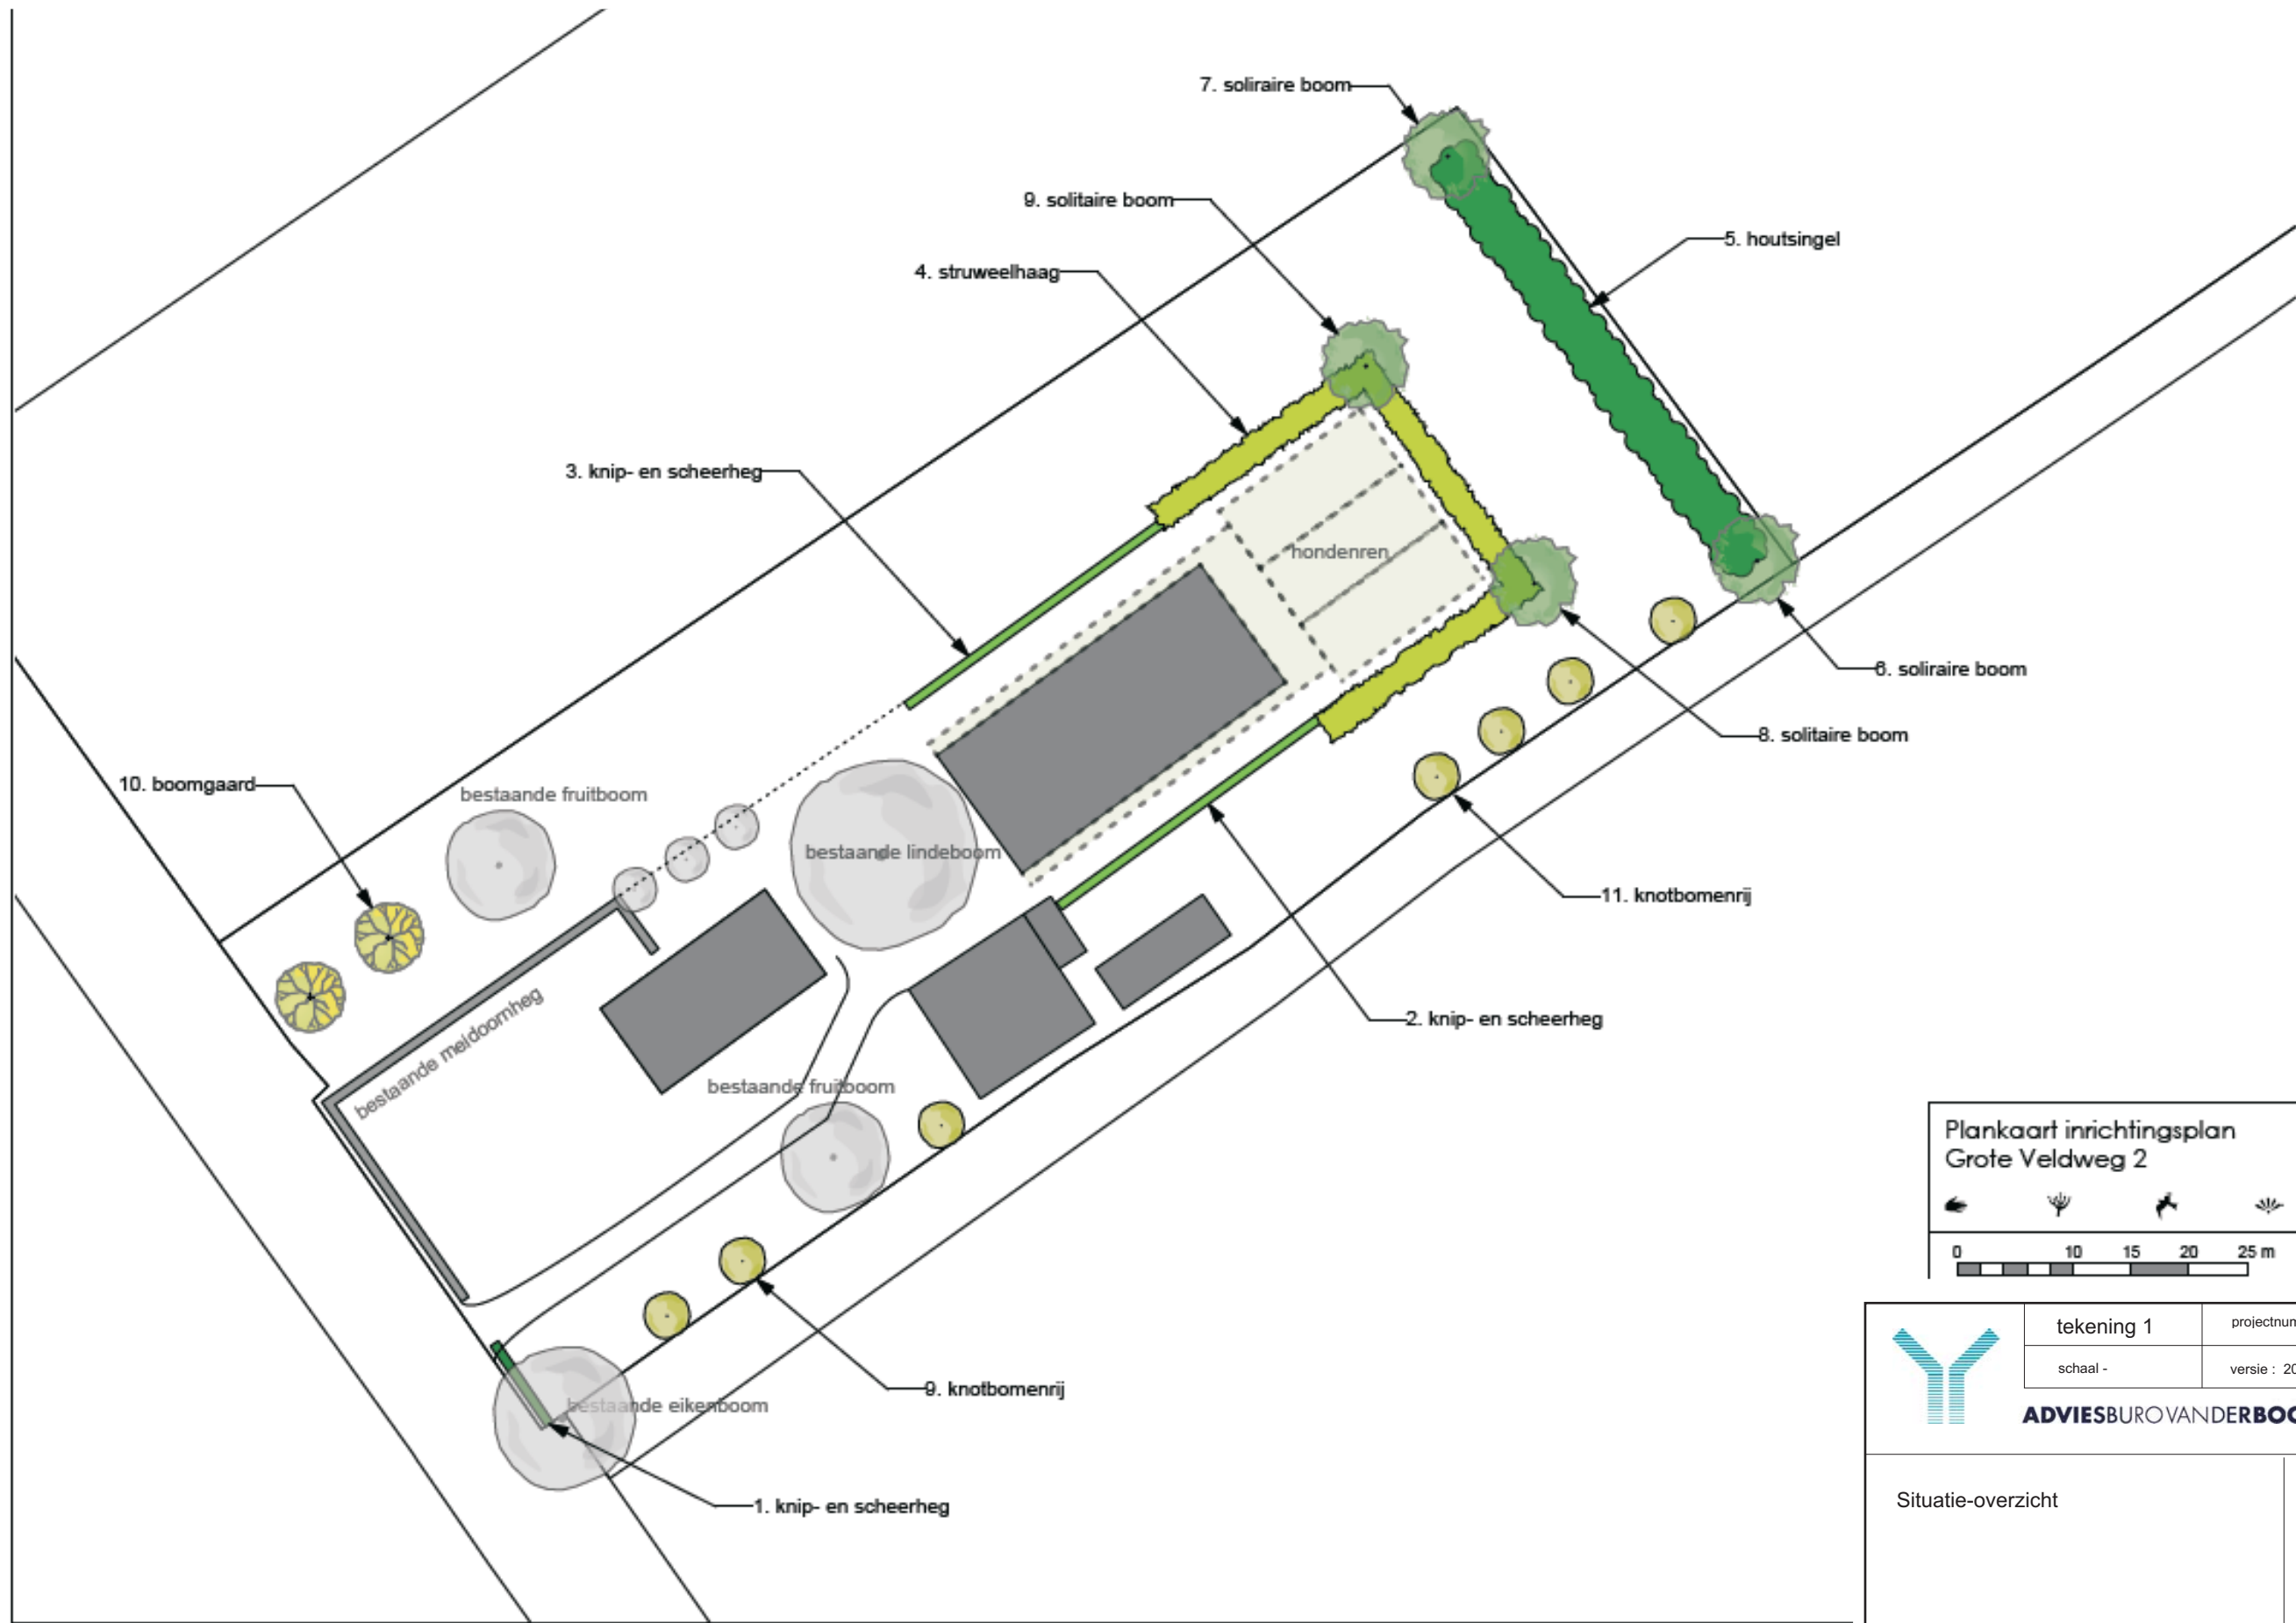 7. soliraire boom
9. solitaire boom
5. houtsingel
4. struweelhaag
3. knip- en scheerheg
hondenren
6. soliraire boom
8. solitaire boom
10. boomgaard
bestaande fruitboom
bestaande lindeboom
11. knotbomenrij
bestaande meidoornheg
2. knip- en scheerheg
bestaande fruitboom
9. knotbomenrij
bestaande eikenboom
1. knip- en scheerheg
Plankaart inrichtingsplan
Grote Veldweg 2
0 10 15 20 25 m
tekening 1
schaal -
versie :
Situatie-overzicht